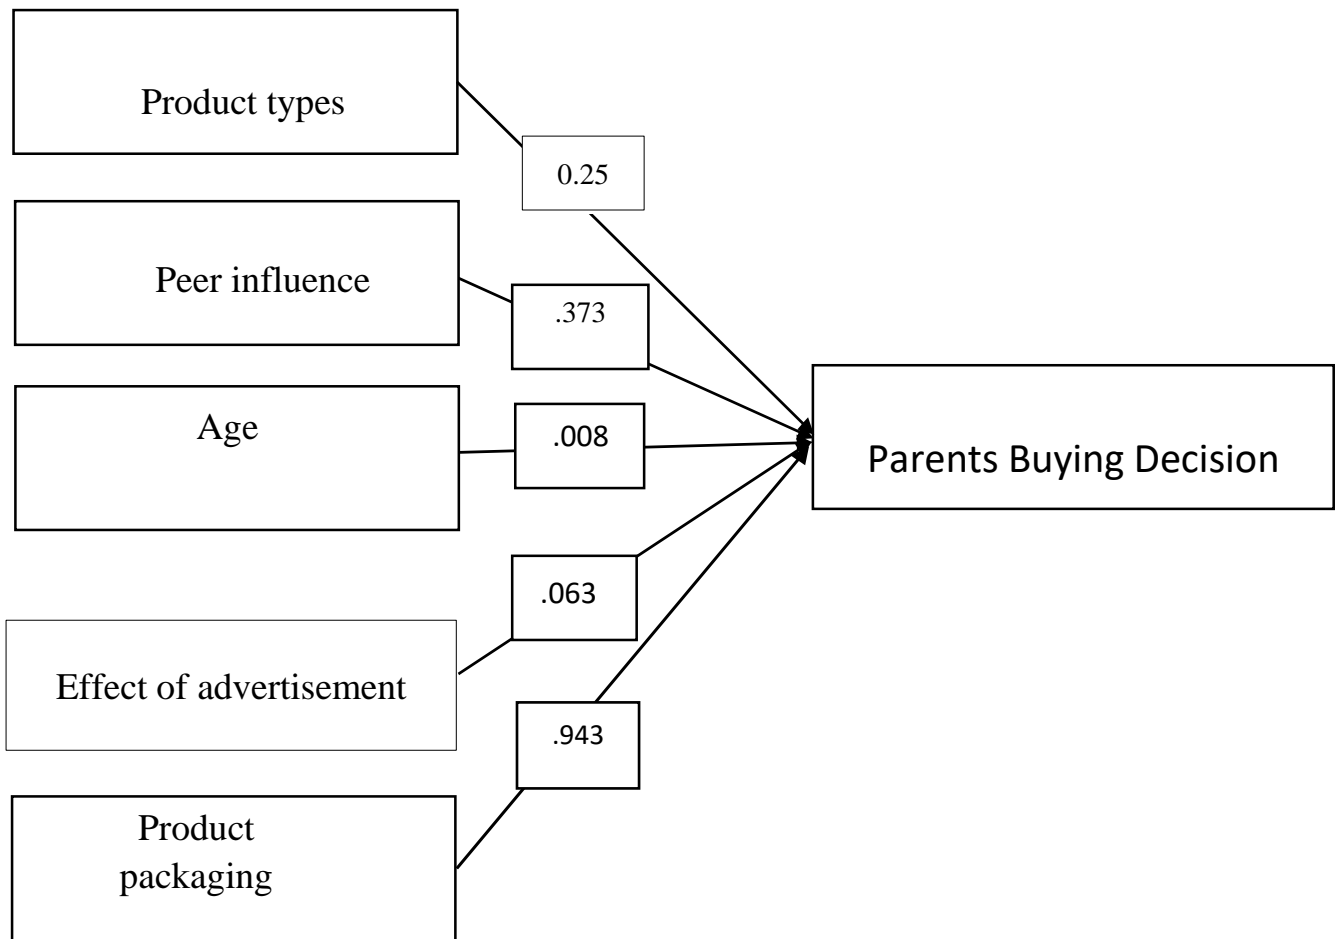 Product types
0.25
Peer influence
.373
Age
.008
Parents Buying Decision
.063
Effect of advertisement
.943
Product
packaging